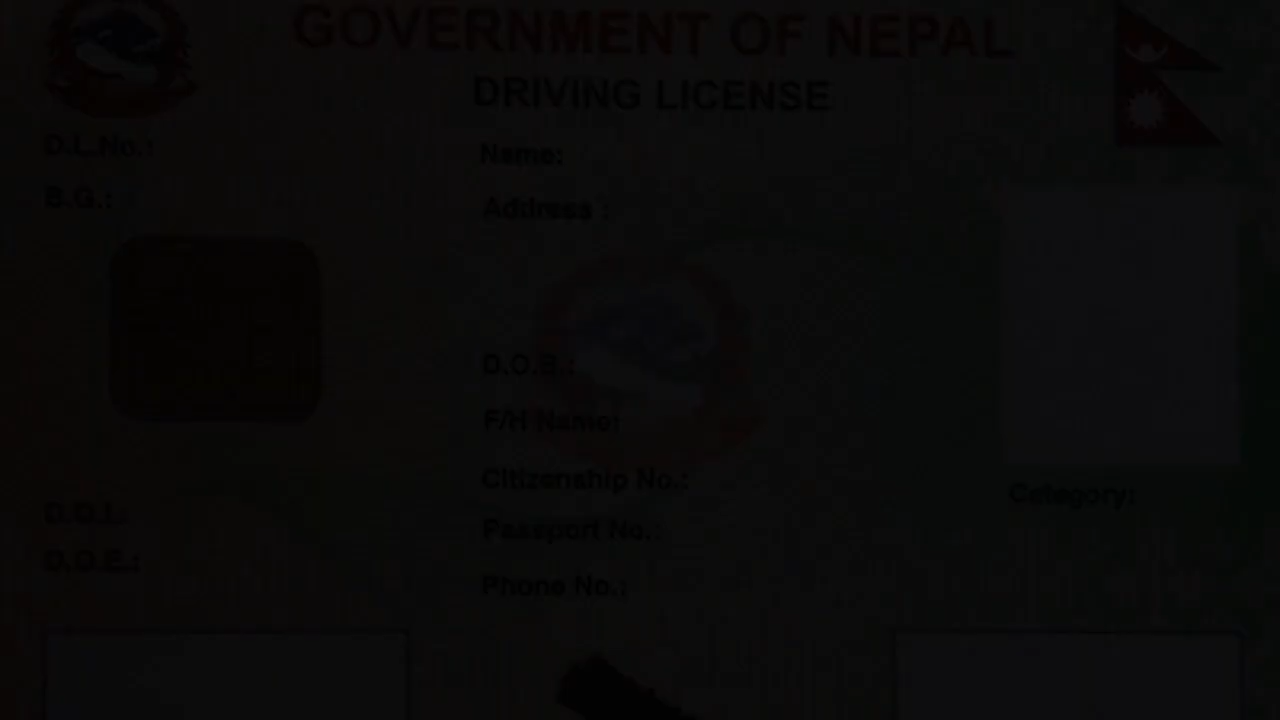 GOVERNMENT OF NEPAL
DRIVING LICENSE
D.L.No.:
Name:
B.G.:
Address :
D.O.B.:
F/H Name:
Citizenship No.:
Category:
D.O.I.:
Passport No.:
D.O.E.:
Phone No.: